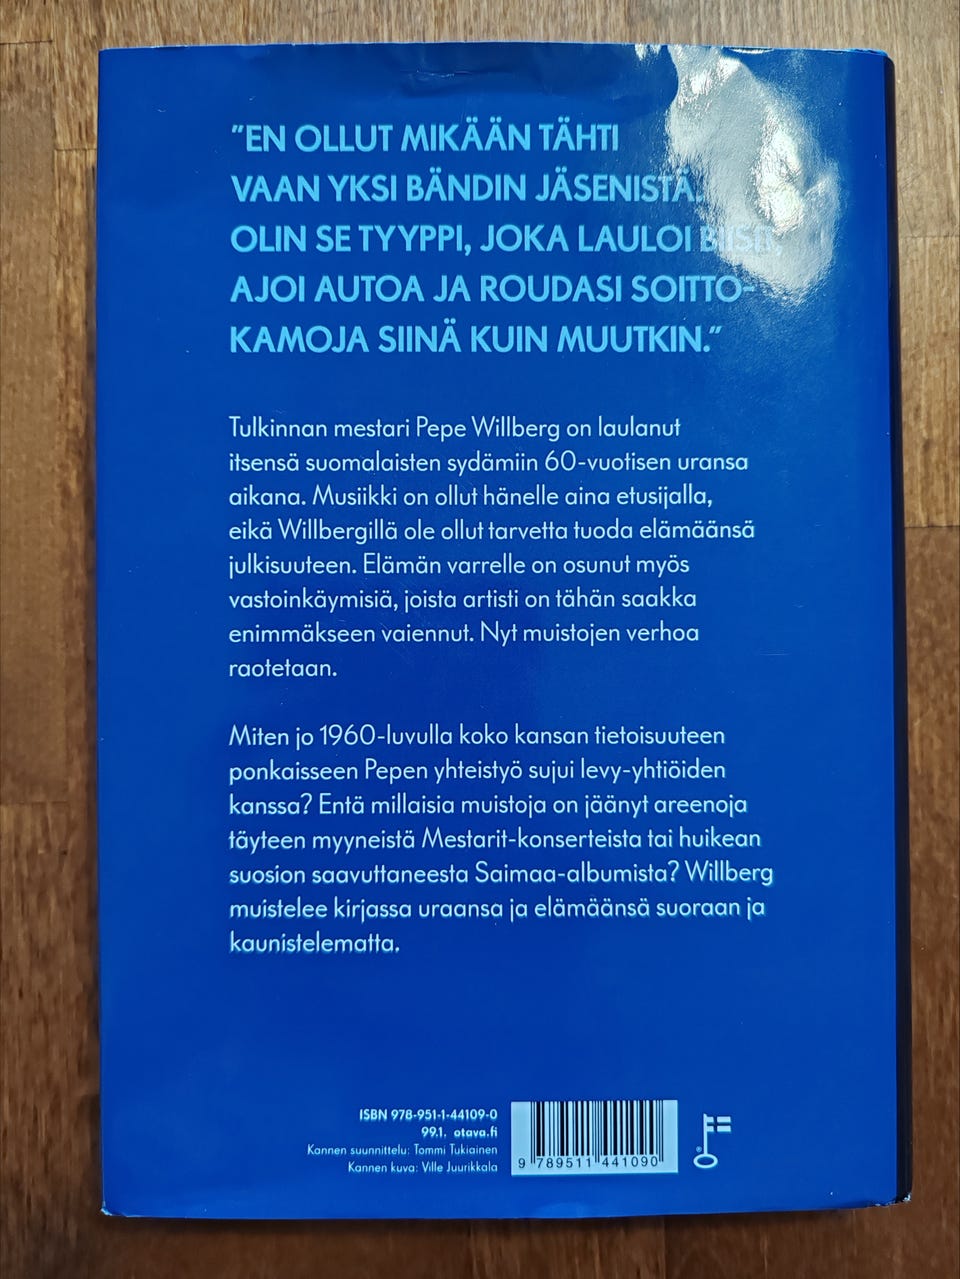 ”EN OLLUT MIKÄÄN TÄHTI
VAAN YKSI BÄNDIN JÄSENISTÄ.
OLIN SE TYYPPI, JOKA LAULOI BIISIT,
AJOI AUTOA JA ROUDASI SOITTO-
KAMOJA SIINÄ KUIN MUUTKIN.”
Tulkinnan mestari Pepe Willberg on laulanut
itsensä suomalaisten sydämiin 60-vuotisen uransa
aikana. Musiikki on ollut hänelle aina etusijalla,
eikä Willbergillä ole ollut tarvetta tuoda elämäänsä
julkisuuteen. Elämän varrelle on osunut myös
vastoinkäymisiä, joista artisti on tähän saakka
enimmäkseen vaiennut. Nyt muistojen verhoa
raotetaan.
Miten jo 1960-luvulla koko kansan tietoisuuteen
ponkaisseen Pepen yhteistyö sujui levy-yhtiöiden
kanssa? Entä millaisia muistoja on jäänyt areenoja
täyteen myyneistä Mestarit-konserteista tai huikean
suosion saavuttaneesta Saimaa-albumista? Willberg
muistelee kirjassa uraansa ja elämäänsä suoraan ja
kaunistelematta.
ISBN 978-951-1-44109-0
99.1. otava.fi
Kannen suunnittelu: Tommi Tukiainen
Kannen kuva: Ville Juurikkala
9 789511 441090
®